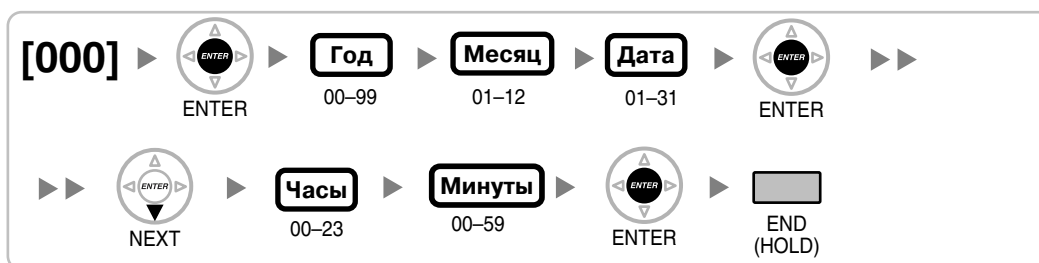 [000] ENTER Год Месяц Дата ENTER
ENTER 00–99 01–12 01–31 ENTER
ENTER Часы Минуты ENTER
NEXT 00–23 00–59 ENTER END
(HOLD)